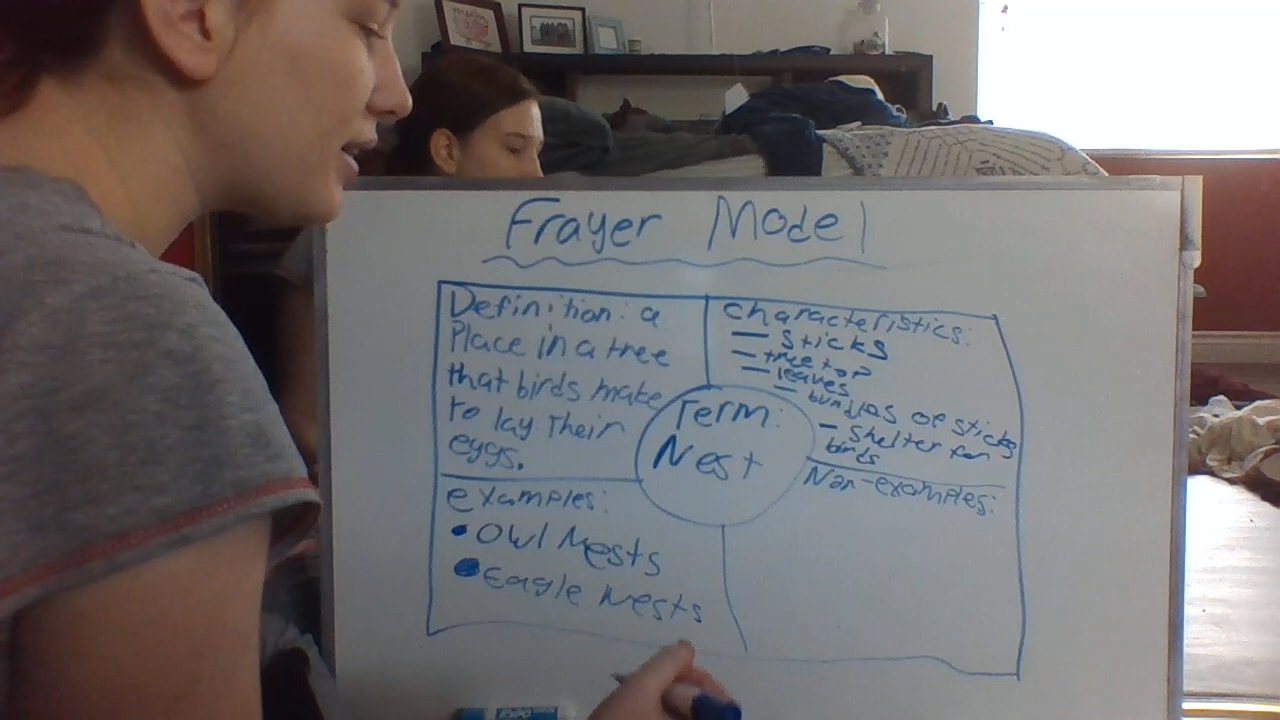 Frayer Model
Definition: a
Place in a tree
that birds make
to lay their
eggs.
characteristics:
- sticks
- tree top
- leaves
- bundles of sticks
- shelter for
birds
Term:
Nest
examples:
• Owl Nests
• Eagle Nests
Non-examples:
EXPO